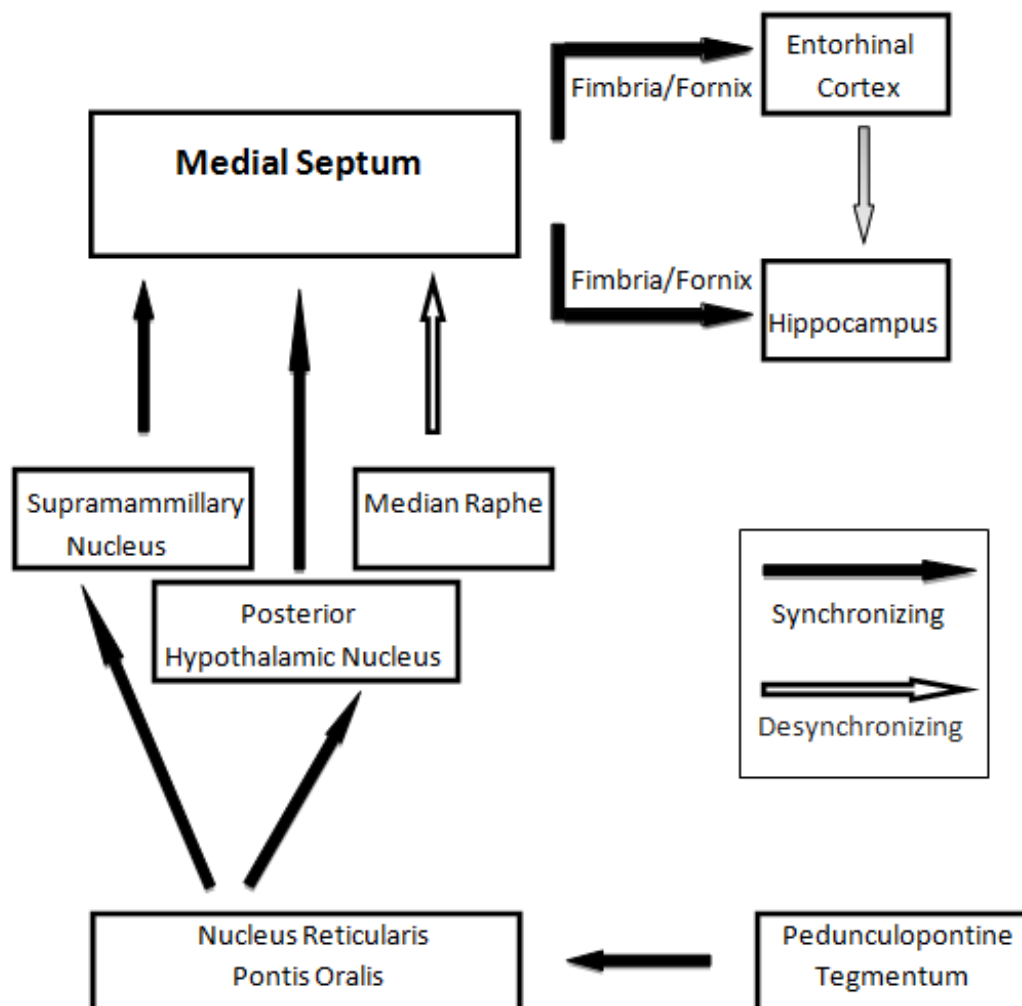 Entorhinal
Cortex
Fimbria/Fornix
Medial Septum
Fimbria/Fornix
Hippocampus
Supramammillary
Nucleus
Median Raphe
Posterior
Hypothalamic Nucleus
Synchronizing
Desynchronizing
Nucleus Reticularis
Pontis Oralis
Pedunculopontine
Tegmentum